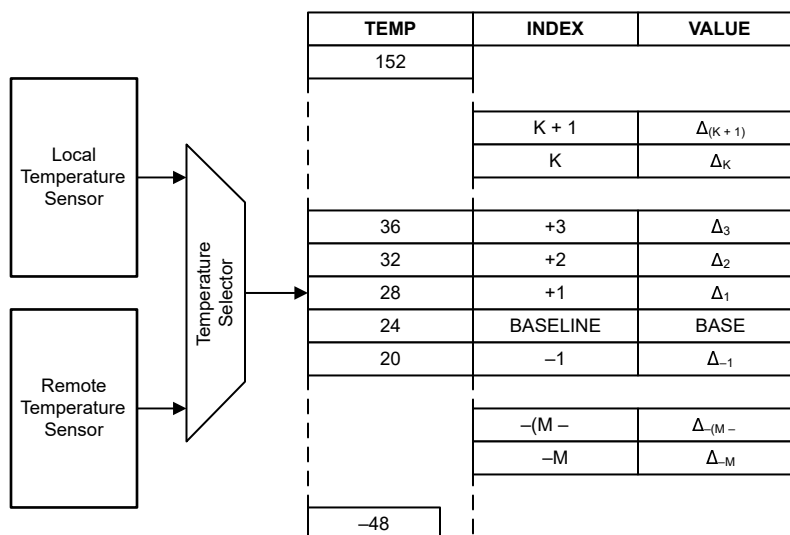 TEMP INDEX VALUE
152
K + 1 Δ(K + 1)
K ΔK
36 +3 Δ3
32 +2 Δ2
28 +1 Δ1
24 BASELINE BASE
20 –1 Δ–1
–(M – Δ–(M –
–M Δ–M
–48
Local
Temperature
Sensor
Remote
Temperature
Sensor
Temperature
Selector